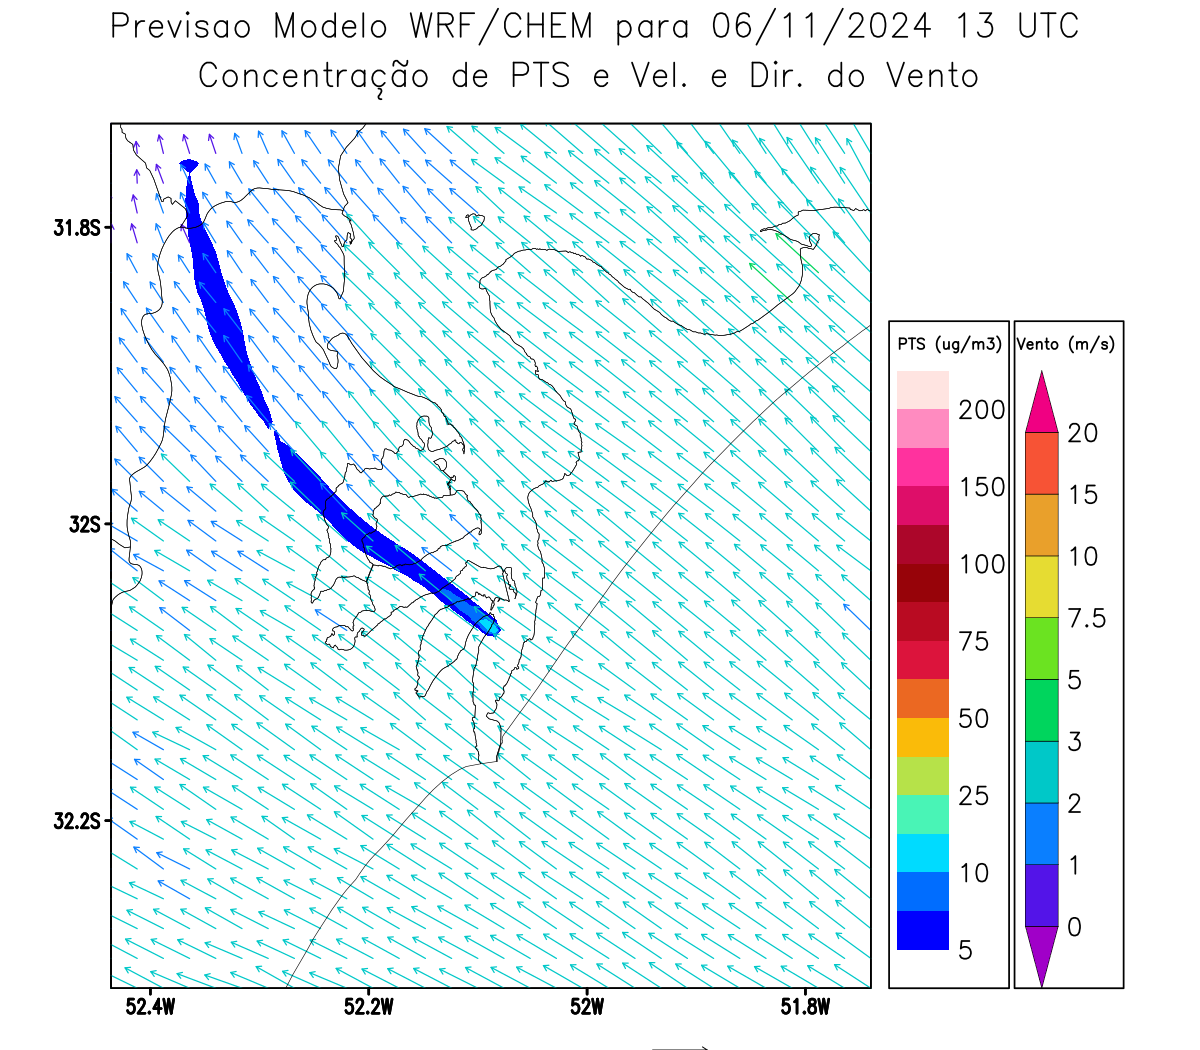 Previsao Modelo WRF/CHEM para 06/11/2024 13 UTC
Concentração de PTS e Vel. e Dir. do Vento
31.8S
32S
32.2S
52.4W
52.2W
52W
51.8W
PTS (ug/m3)
200
150
100
75
50
25
10
5
Vento (m/s)
20
15
10
7.5
5
3
2
1
0